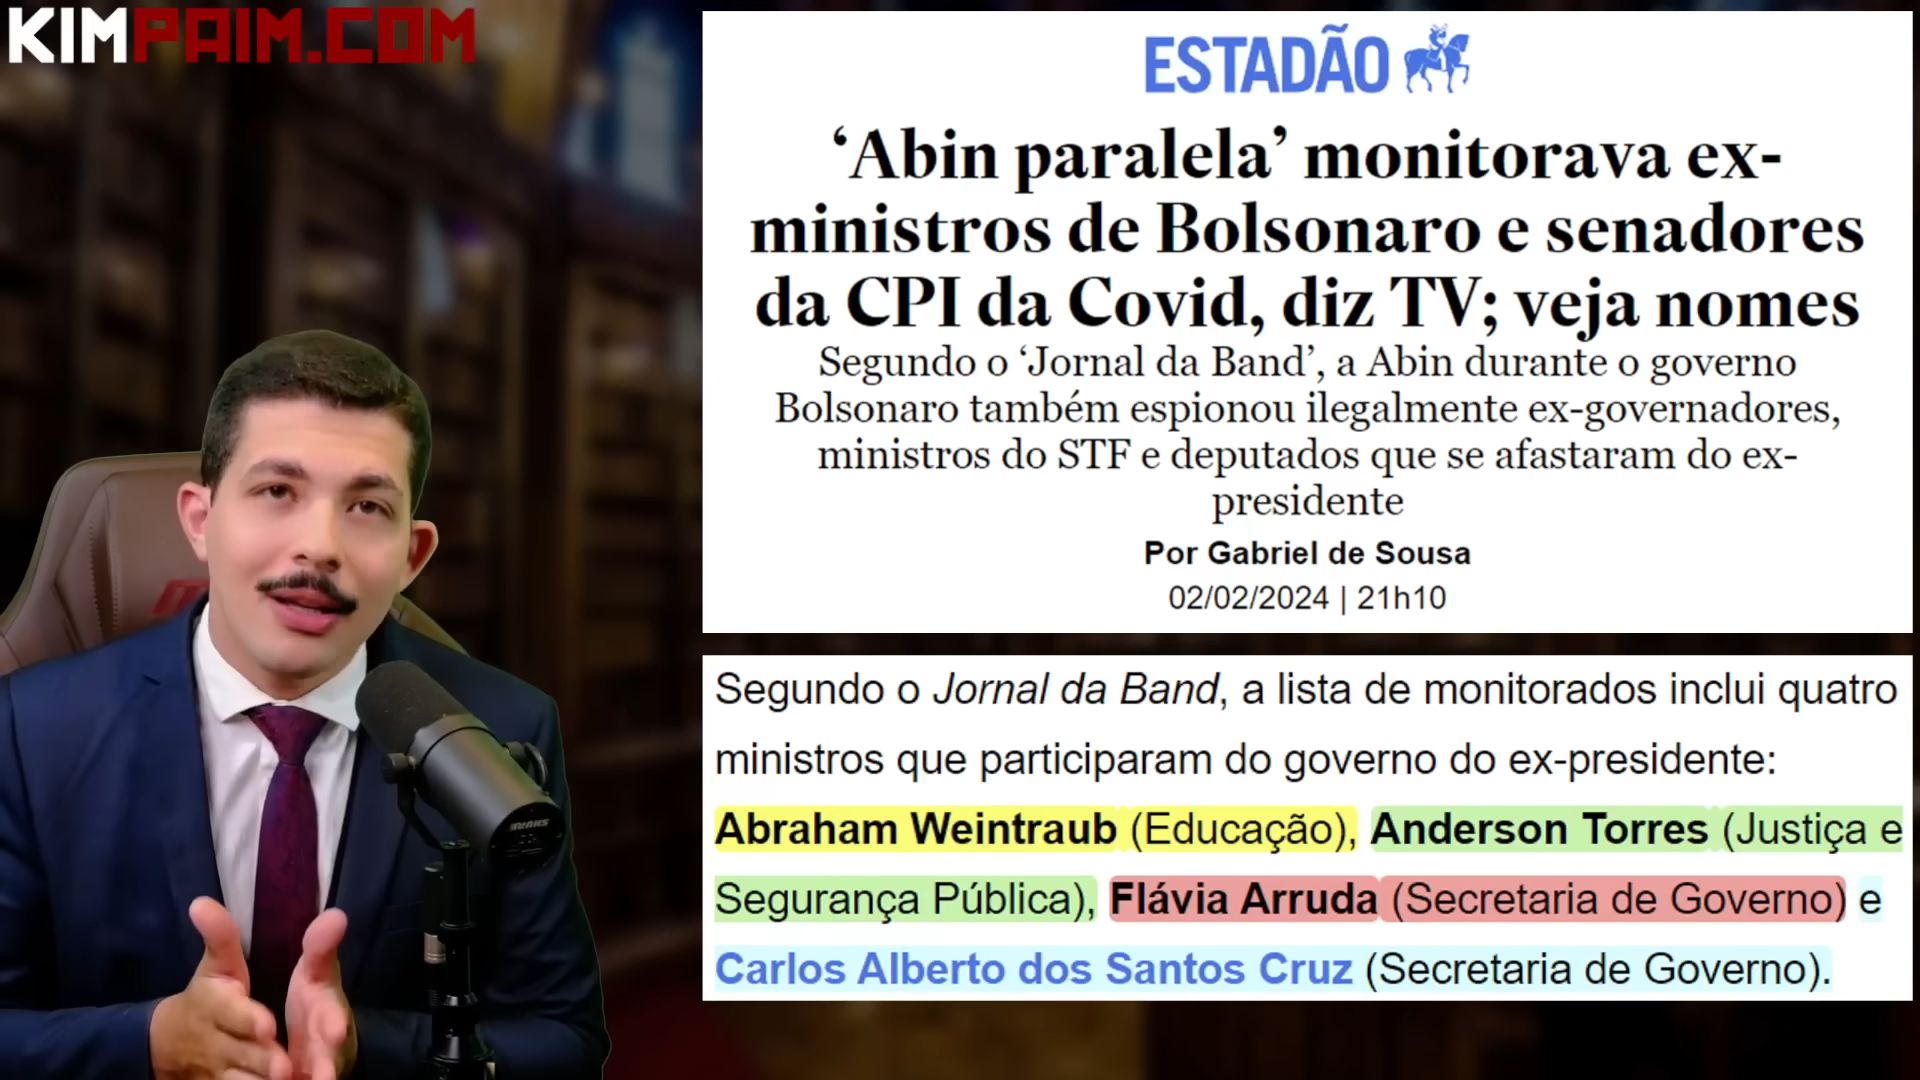 KIMPAIM.COM
ESTADÃO
‘Abin paralela’ monitorava ex-
ministros de Bolsonaro e senadores
da CPI da Covid, diz TV; veja nomes
Segundo o ‘Jornal da Band’, a Abin durante o governo
Bolsonaro também espionou ilegalmente ex-governadores,
ministros do STF e deputados que se afastaram do ex-
presidente
Por Gabriel de Sousa
02/02/2024 | 21h10
Segundo o Jornal da Band, a lista de monitorados inclui quatro
ministros que participaram do governo do ex-presidente:
Abraham Weintraub (Educação), Anderson Torres (Justiça e
Segurança Pública), Flávia Arruda (Secretaria de Governo) e
Carlos Alberto dos Santos Cruz (Secretaria de Governo).